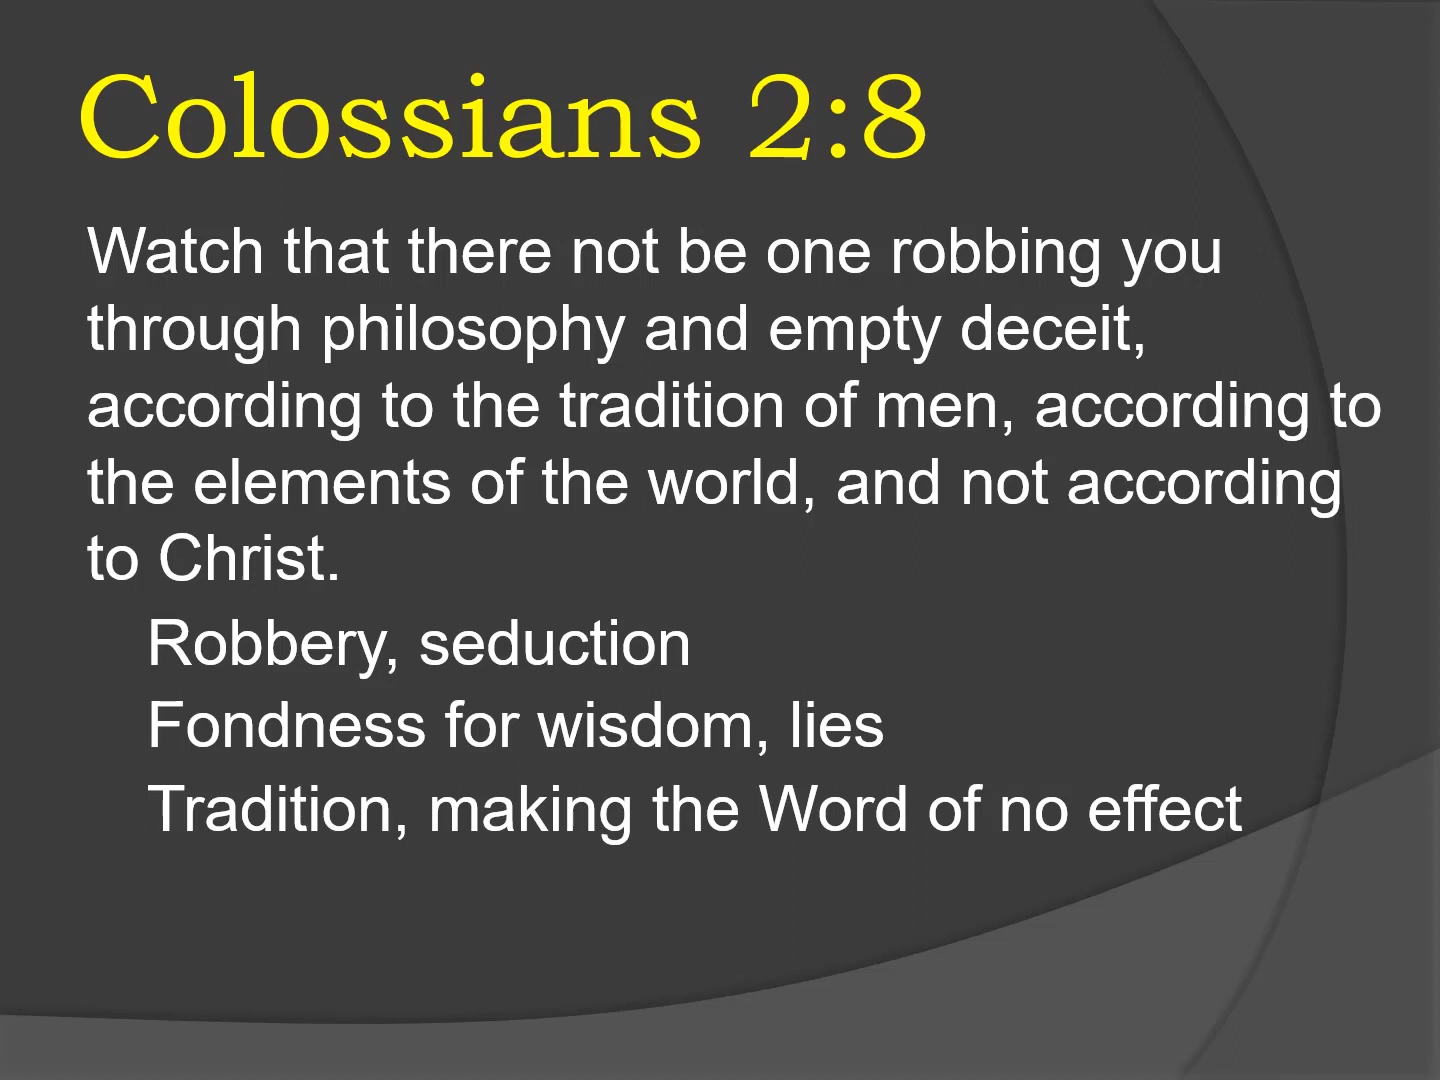 Colossians 2:8
Watch that there not be one robbing you
through philosophy and empty deceit,
according to the tradition of men, according to
the elements of the world, and not according
to Christ.
Robbery, seduction
Fondness for wisdom, lies
Tradition, making the Word of no effect